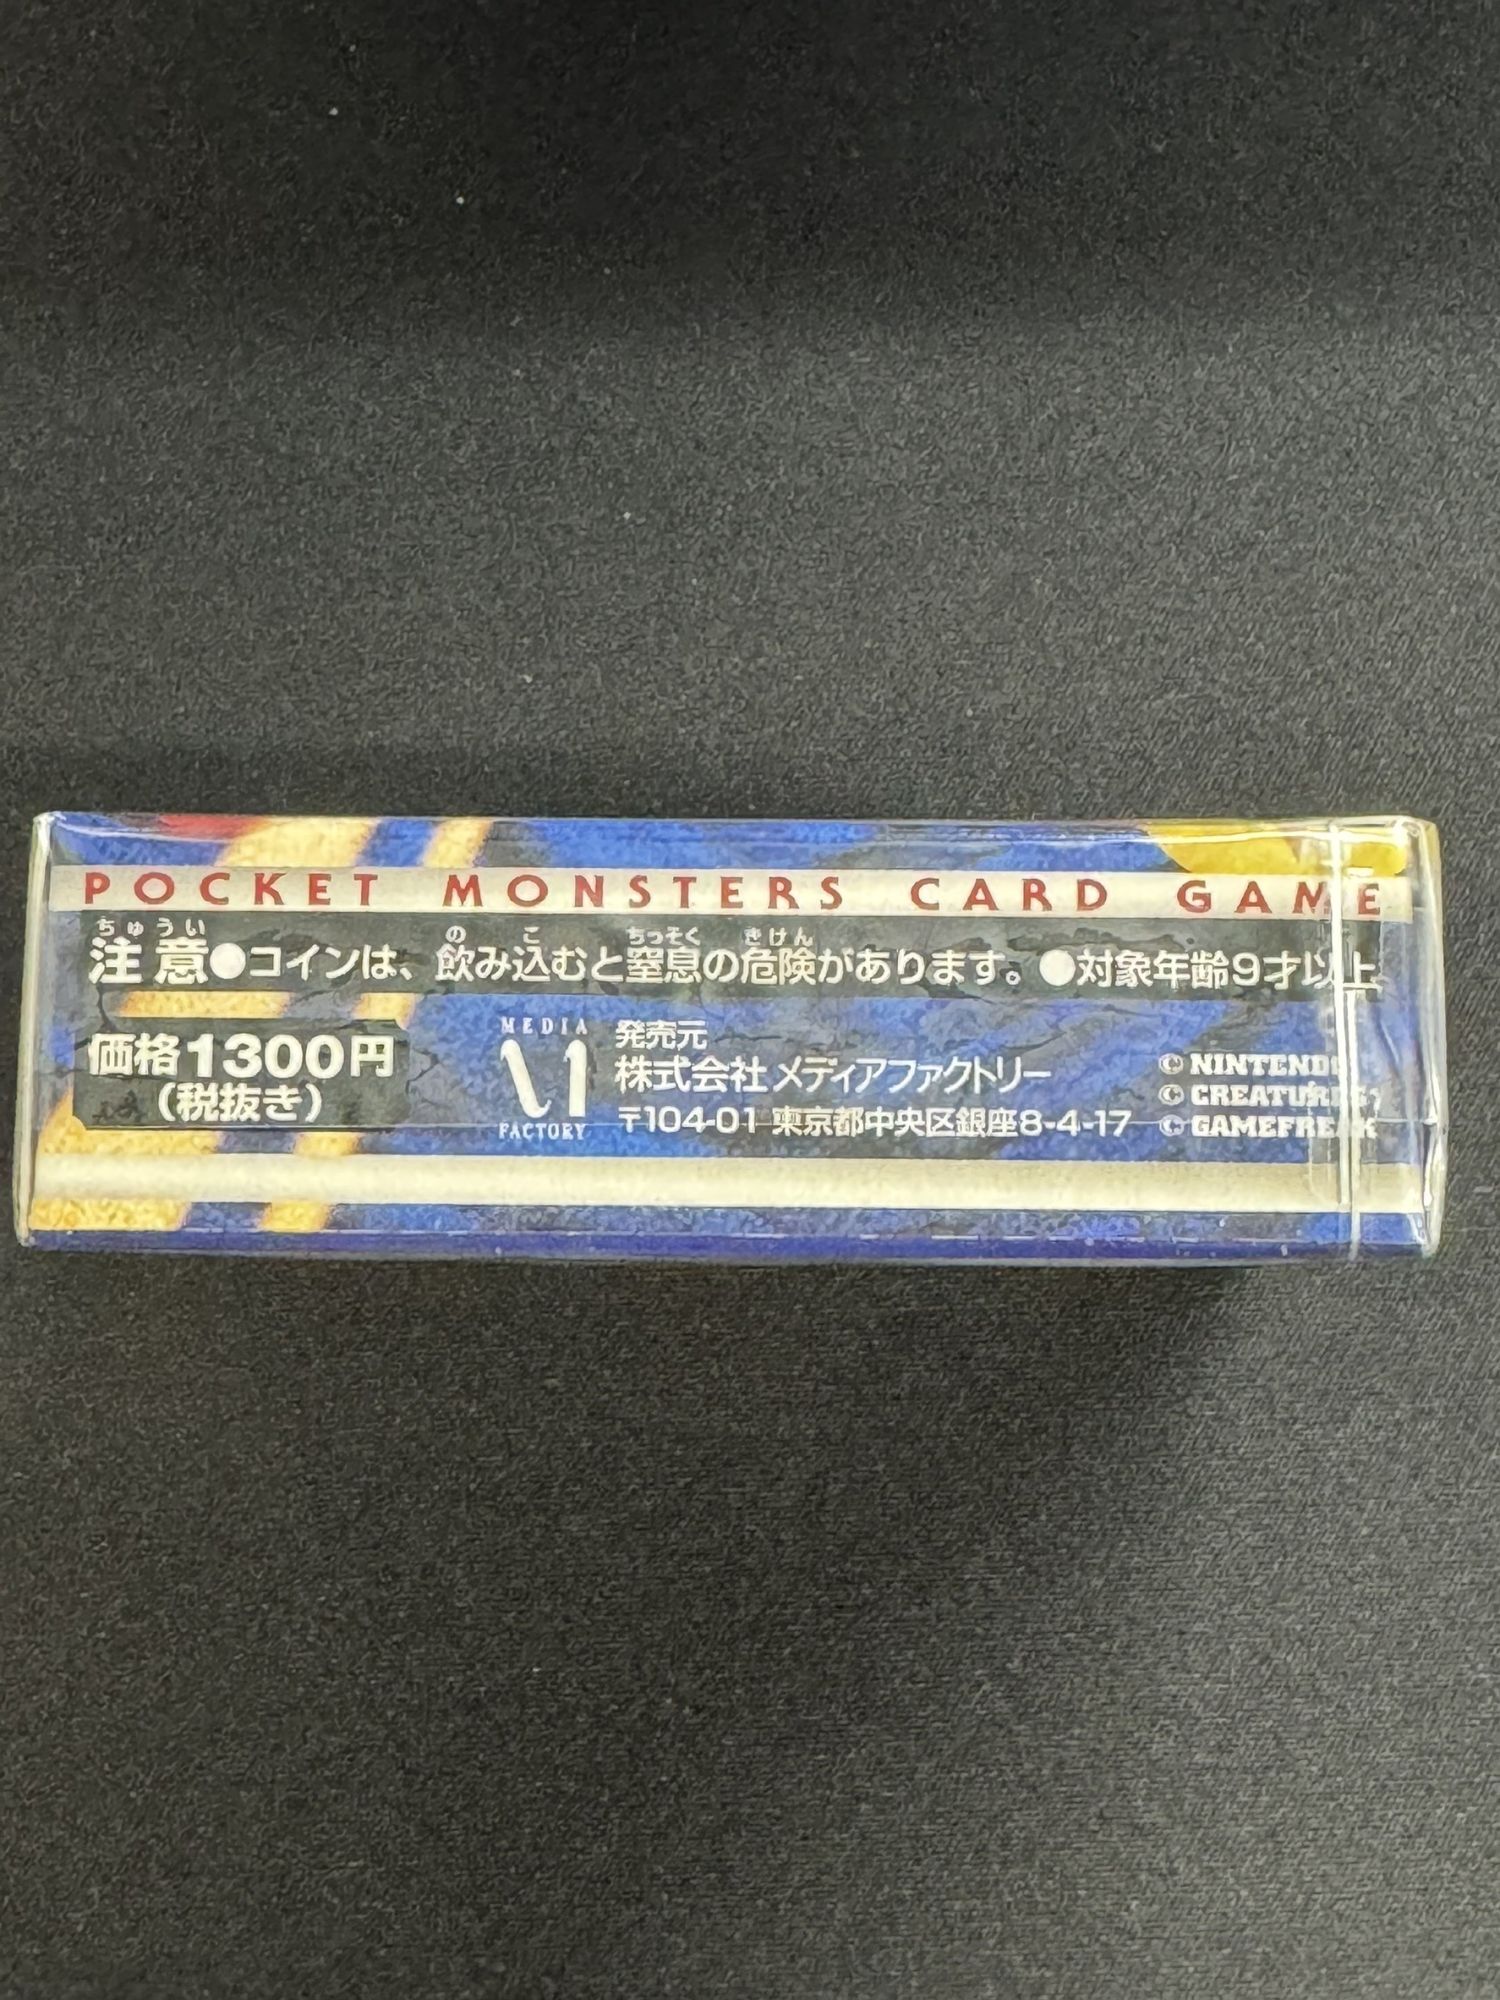 POCKET MONSTERS CARD GAME
ちゅうい の こ ちっそく きけん
注意●コインは、飲み込むと窒息の危険があります。●対象年齢9才以上
価格1300円
(税抜き)
MEDIA
FACTORY
発売元
株式会社メディアファクトリー
〒104-01 東京都中央区銀座8-4-17
© NINTENDO
© CREATURES
© GAMEFREAK